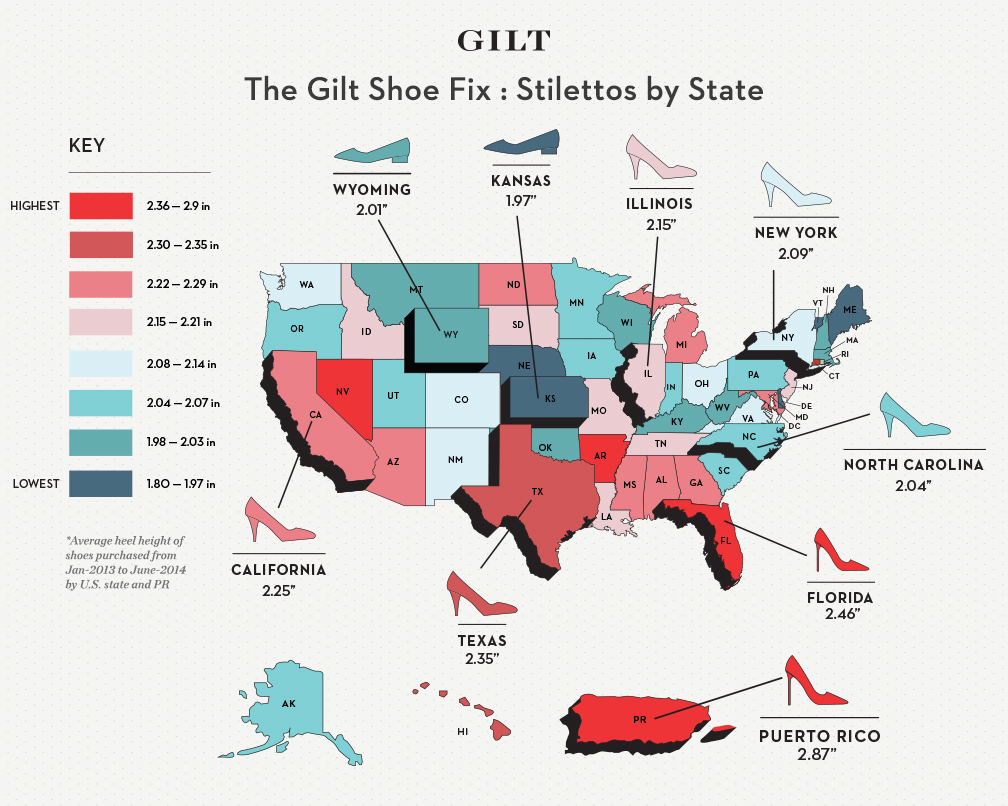 GILT
The Gilt Shoe Fix : Stilettos by State
KEY
HIGHEST 2.36 — 2.9 in
2.30 — 2.35 in
2.22 — 2.29 in
2.15 — 2.21 in
2.08 — 2.14 in
2.04 — 2.07 in
1.98 — 2.03 in
LOWEST 1.80 — 1.97 in
*Average heel height of
shoes purchased from
Jan-2013 to June-2014
by U.S. state and PR
WYOMING
2.01”
KANSAS
1.97”
ILLINOIS
2.15”
NEW YORK
2.09”
NORTH CAROLINA
2.04”
FLORIDA
2.46”
PUERTO RICO
2.87”
TEXAS
2.35”
CALIFORNIA
2.25”
WA
OR
CA
NV
ID
MT
WY
UT
AZ
CO
NM
ND
SD
NE
KS
OK
TX
MN
IA
MO
AR
LA
WI
IL
MI
IN
OH
KY
TN
MS
AL
GA
FL
SC
NC
VA
WV
PA
NY
VT
NH
ME
MA
RI
CT
NJ
DE
MD
DC
AK
HI
PR